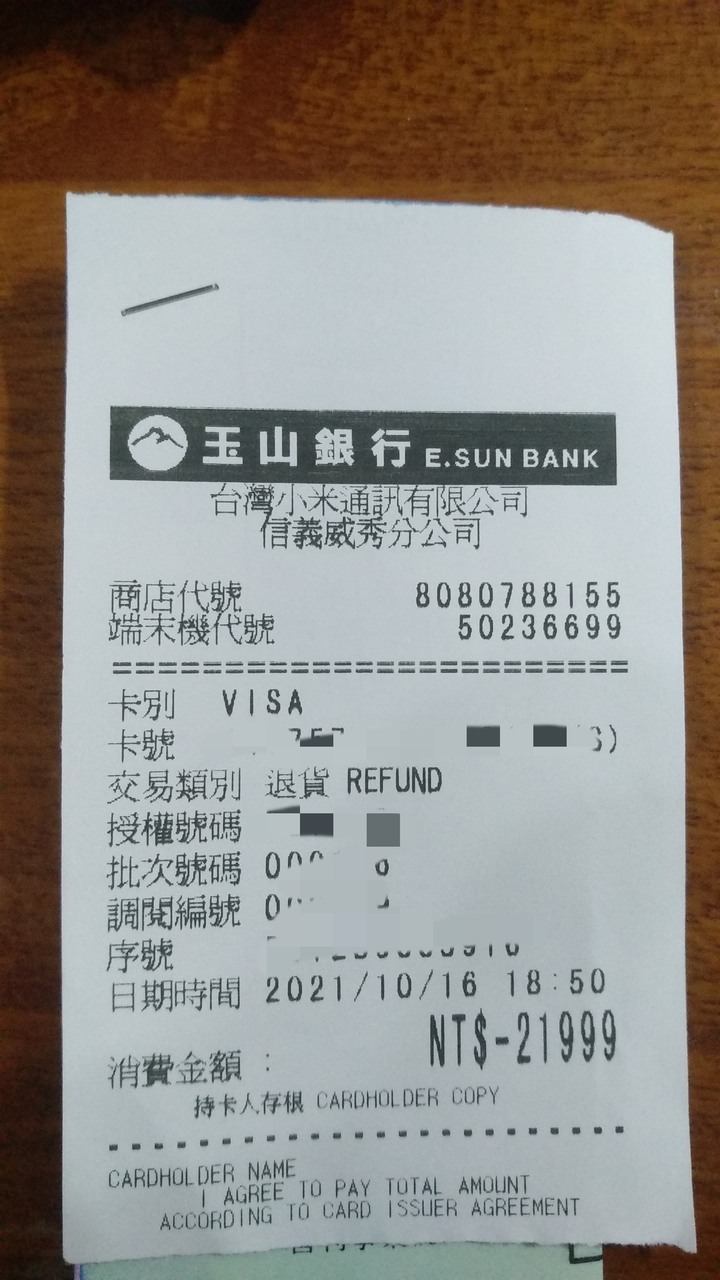 玉山銀行 E.SUN BANK
台灣小米通訊有限公司
信義威秀分公司
商店代號 8080788155
端末機代號 50236699
============================
卡別 VISA
卡號
交易類別 退貨 REFUND
授權號碼
批次號碼
調閱編號
序號
日期時間 2021/10/16 18:50
NT$-21999
消費金額：
持卡人存根 CARDHOLDER COPY
CARDHOLDER NAME
I AGREE TO PAY TOTAL AMOUNT
ACCORDING TO CARD ISSUER AGREEMENT